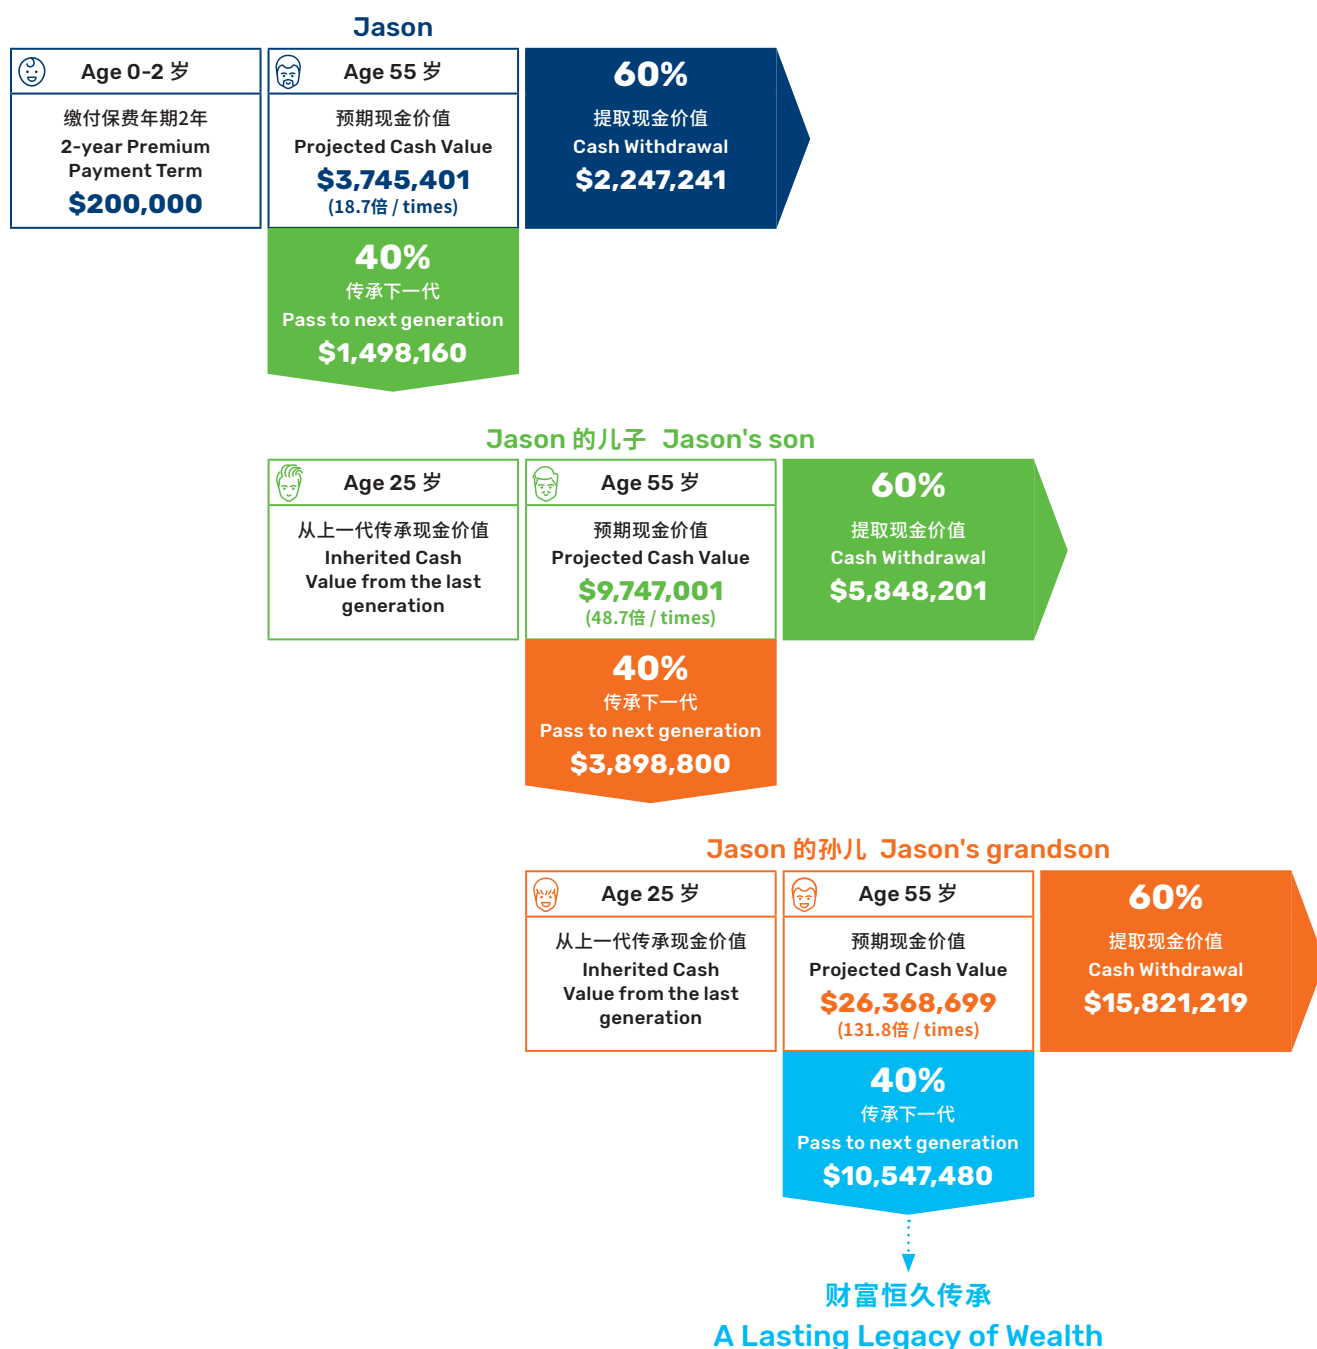 Jason
Age 0-2 岁
缴付保费年期2年
2-year Premium
Payment Term
$200,000
Age 55 岁
预期现金价值
Projected Cash Value
$3,745,401
(18.7倍 / times)
60%
提取现金价值
Cash Withdrawal
$2,247,241
40%
传承下一代
Pass to next generation
$1,498,160
Jason 的儿子 Jason's son
Age 25 岁
从上一代传承现金价值
Inherited Cash
Value from the last
generation
Age 55 岁
预期现金价值
Projected Cash Value
$9,747,001
(48.7倍 / times)
60%
提取现金价值
Cash Withdrawal
$5,848,201
40%
传承下一代
Pass to next generation
$3,898,800
Jason 的孙儿 Jason's grandson
Age 25 岁
从上一代传承现金价值
Inherited Cash
Value from the last
generation
Age 55 岁
预期现金价值
Projected Cash Value
$26,368,699
(131.8倍 / times)
60%
提取现金价值
Cash Withdrawal
$15,821,219
40%
传承下一代
Pass to next generation
$10,547,480
财富恒久传承
A Lasting Legacy of Wealth